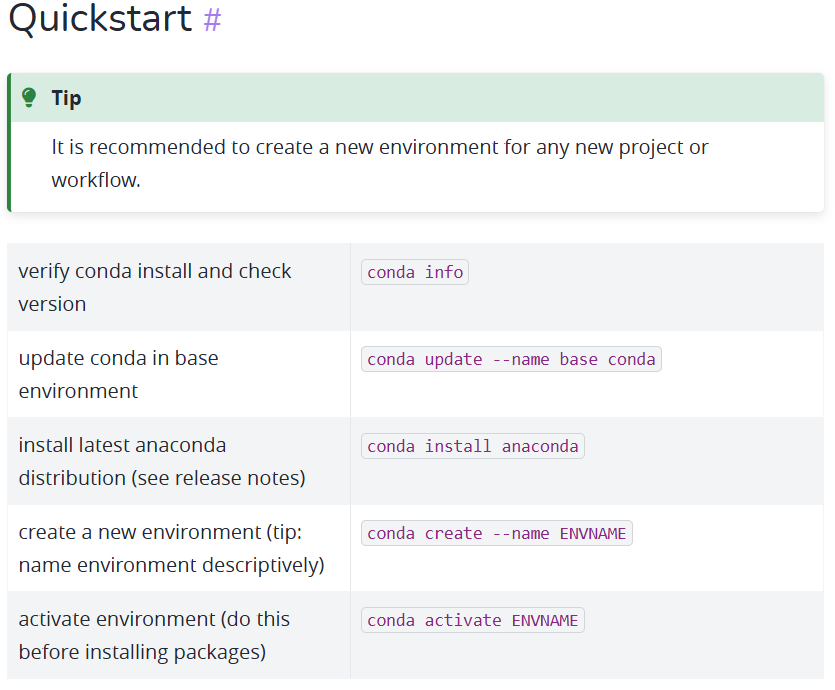 Quickstart #
Tip
It is recommended to create a new environment for any new project or
workflow.
verify conda install and check
version
conda info
update conda in base
environment
conda update --name base conda
install latest anaconda
distribution (see release notes)
conda install anaconda
create a new environment (tip:
name environment descriptively)
conda create --name ENVNAME
activate environment (do this
before installing packages)
conda activate ENVNAME